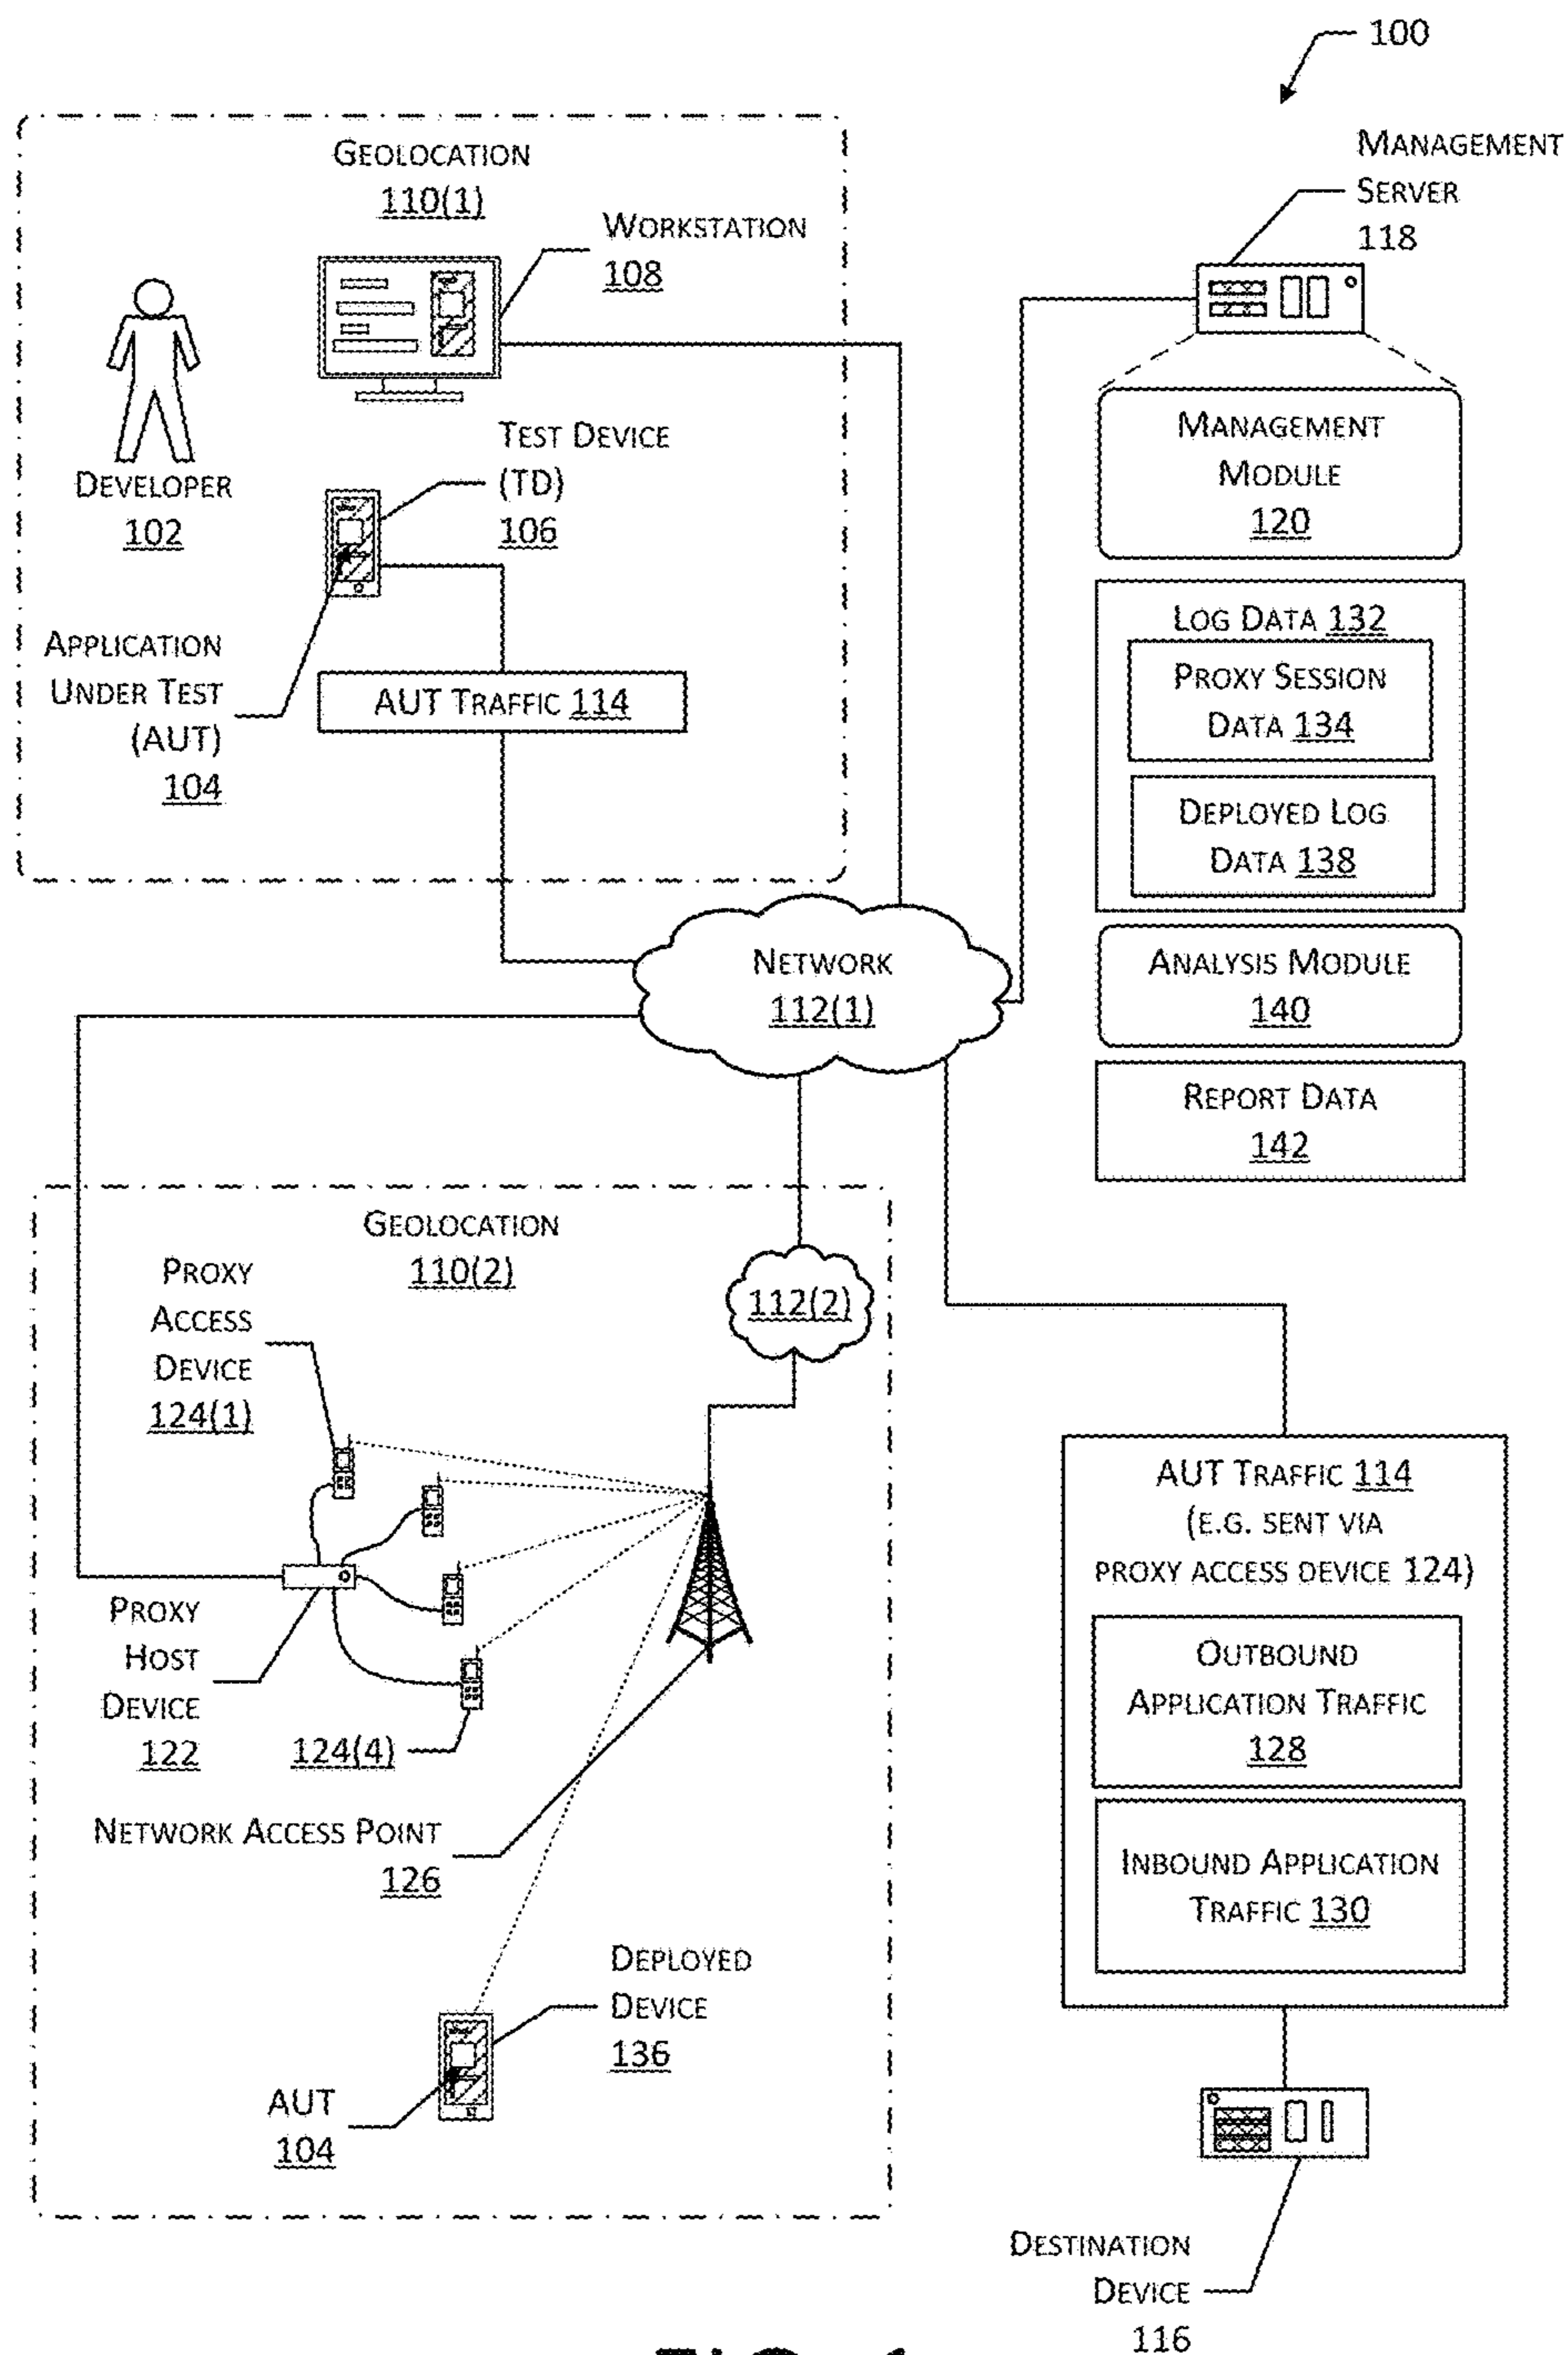 100
GEOLOCATION
110(1)
WORKSTATION
108
DEVELOPER
102
TEST DEVICE
(TD)
106
APPLICATION
UNDER TEST
(AUT)
104
AUT TRAFFIC 114
MANAGEMENT
SERVER
118
MANAGEMENT
MODULE
120
LOG DATA 132
PROXY SESSION
DATA 134
DEPLOYED LOG
DATA 138
ANALYSIS MODULE
140
REPORT DATA
142
NETWORK
112(1)
GEOLOCATION
110(2)
112(2)
PROXY
ACCESS
DEVICE
124(1)
PROXY
HOST
DEVICE
122
124(4)
NETWORK ACCESS POINT
126
DEPLOYED
DEVICE
136
AUT
104
AUT TRAFFIC 114
(E.G. SENT VIA
PROXY ACCESS DEVICE 124)
OUTBOUND
APPLICATION TRAFFIC
128
INBOUND APPLICATION
TRAFFIC 130
DESTINATION
DEVICE
116